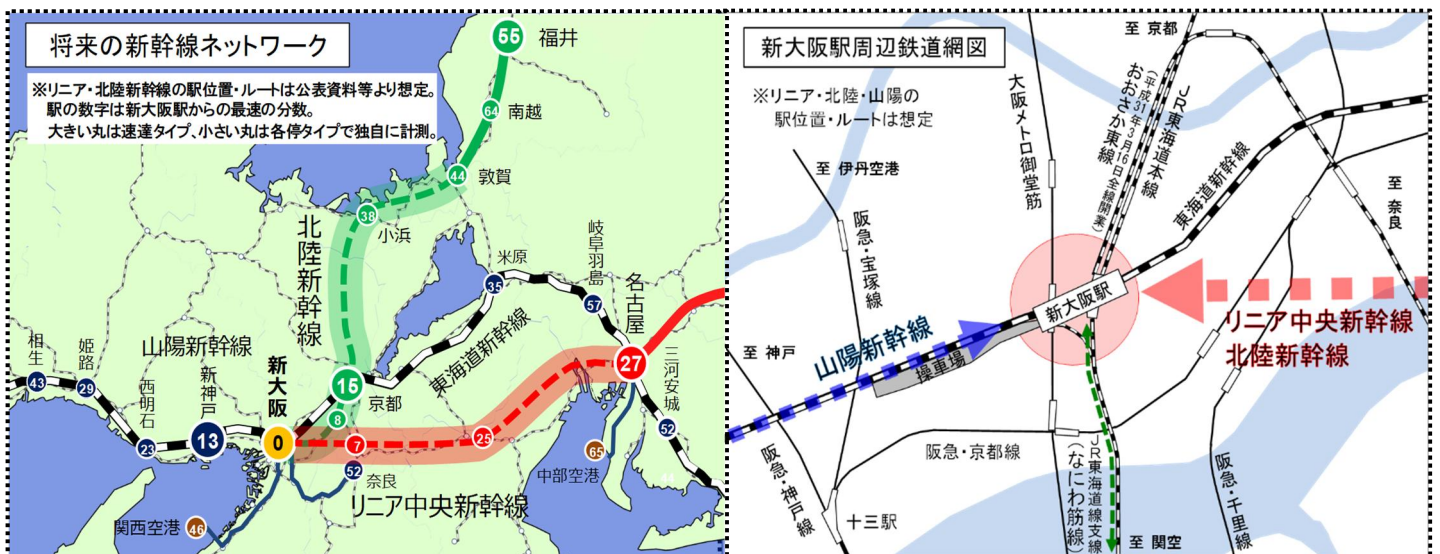 将来の新幹線ネットワーク
※リニア・北陸新幹線の駅位置・ルートは公表資料等より想定。
駅の数字は新大阪駅からの最速の分数。
大きい丸は速達タイプ、小さい丸は各停タイプで独自に計測。
55
福井
64
南越
44
敦賀
38
小浜
北陸新幹線
米原
35
岐阜羽島
57
名古屋
27
東海道新幹線
三河安城
52
相生
43
姫路
29
山陽新幹線
西明石
23
新神戸
13
新大阪
0
15
京都
8
7
25
52
奈良
リニア中央新幹線
65
中部空港
関西空港
46
44
新大阪駅周辺鉄道網図
※リニア・北陸・山陽の
駅位置・ルートは想定
至 京都
大阪メトロ御堂筋
JR東海道本線
おおさか東線
(平成31年3月16日全線開業)
東海道新幹線
至 奈良
至 伊丹空港
阪急・宝塚線
新大阪駅
リニア中央新幹線
北陸新幹線
山陽新幹線
操車場
至 神戸
阪急・神戸線
阪急・京都線
十三駅
JR東海道線支線
(なにわ筋線)
至 関空
阪急・千里線